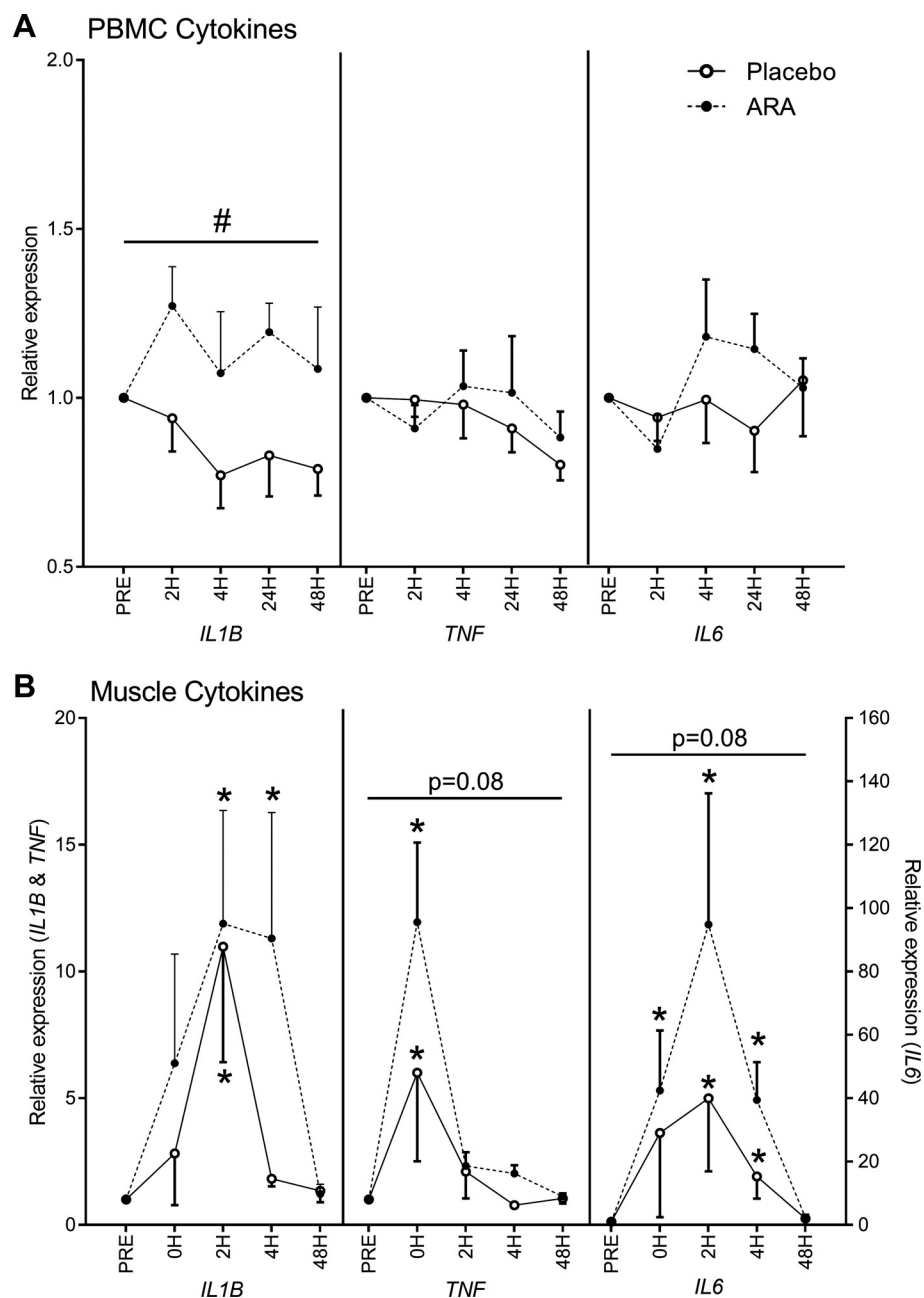 A PBMC Cytokines
2.0
1.5
1.0
0.5
Relative expression
Placebo
ARA
#
PRE 2H 4H 24H 48H PRE 2H 4H 24H 48H PRE 2H 4H 24H 48H
IL1B TNF IL6
B Muscle Cytokines
20
15
10
5
0
Relative expression (IL1B & TNF)
160
140
120
100
80
60
40
20
0
Relative expression (IL6)
p=0.08
p=0.08
* *
*
*
*
*
*
*
*
*
PRE 0H 2H 4H 48H PRE 0H 2H 4H 48H PRE 0H 2H 4H 48H
IL1B TNF IL6